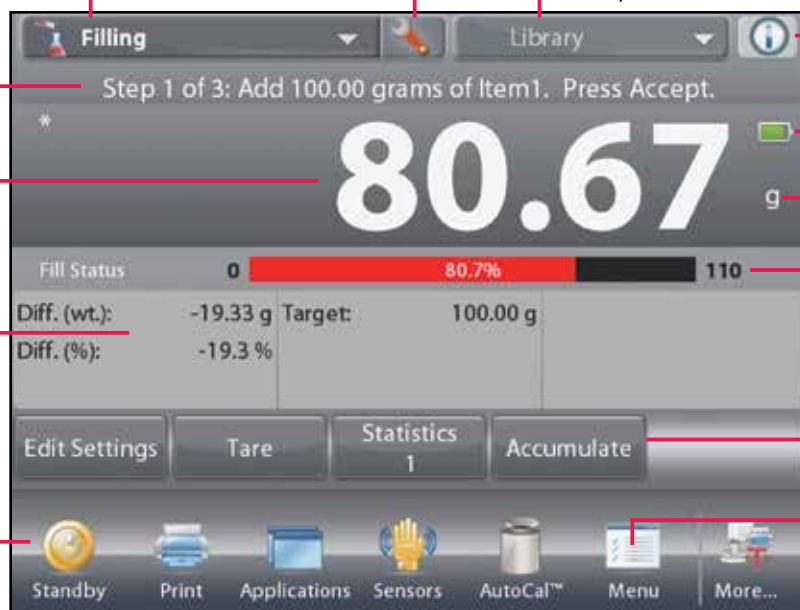 Filling Library
Step 1 of 3: Add 100.00 grams of Item1. Press Accept.
* 80.67 g
Fill Status 0 80.7% 110
Diff. (wt.): -19.33 g Target: 100.00 g
Diff. (%): -19.3 %
Edit Settings Tare Statistics Accumulate
1
Standby Print Applications Sensors AutoCal™ Menu More...